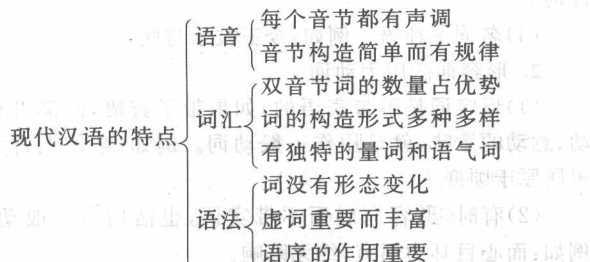 每个音节都有声调
语音
音节构造简单而有规律
双音节词的数量占优势
词汇
词的构造形式多种多样
现代汉语的特点
有独特的量词和语气词
词没有形态变化
语法
虚词重要而丰富
语序的作用重要